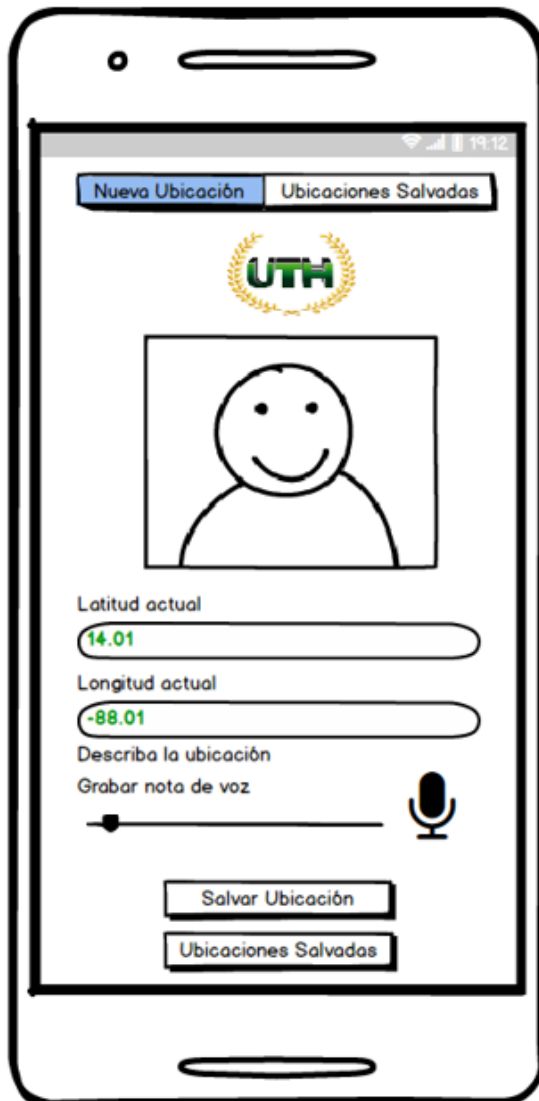 19:12
Nueva Ubicación Ubicaciones Salvadas
UTH
Latitud actual
14.01
Longitud actual
-88.01
Describa la ubicación
Grabar nota de voz
Salvar Ubicación
Ubicaciones Salvadas